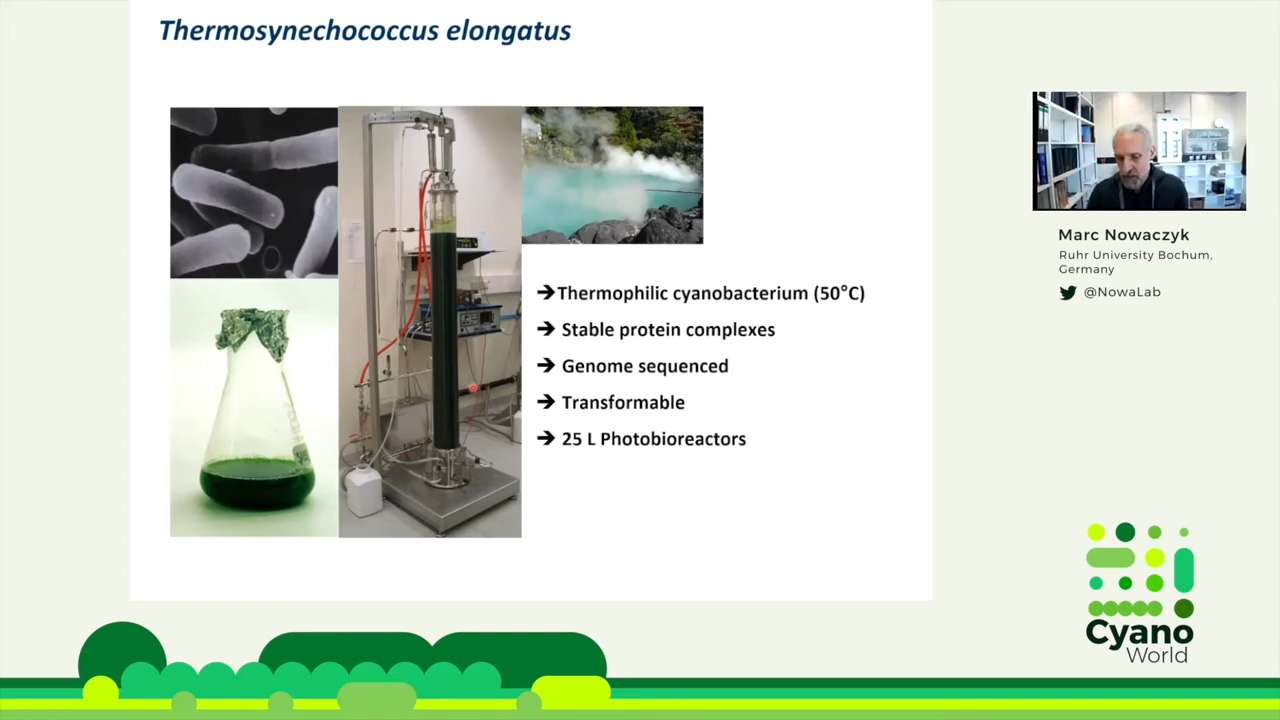 Thermosynechococcus elongatus
➔Thermophilic cyanobacterium (50°C)
➔ Stable protein complexes
➔ Genome sequenced
➔ Transformable
➔ 25 L Photobioreactors
Marc Nowaczyk
Ruhr University Bochum,
Germany
@NowaLab
Cyano
World